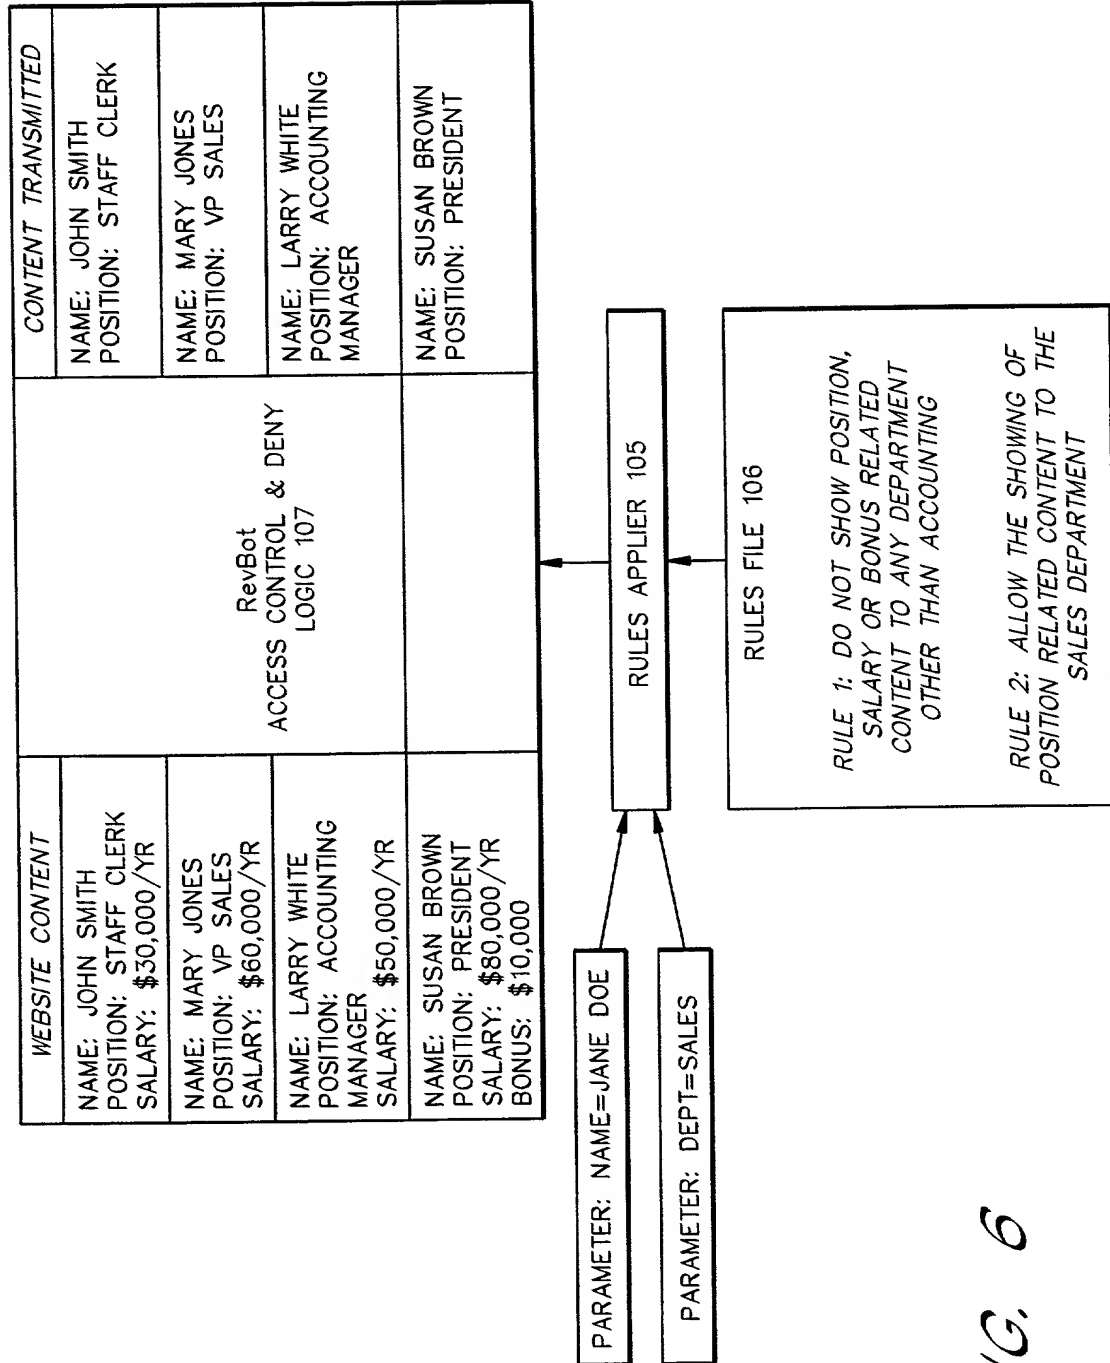 WEBSITE CONTENT
NAME: JOHN SMITH
POSITION: STAFF CLERK
SALARY: $30,000/YR
NAME: MARY JONES
POSITION: VP SALES
SALARY: $60,000/YR
NAME: LARRY WHITE
POSITION: ACCOUNTING
MANAGER
SALARY: $50,000/YR
NAME: SUSAN BROWN
POSITION: PRESIDENT
SALARY: $80,000/YR
BONUS: $10,000
RevBot
ACCESS CONTROL & DENY
LOGIC 107
CONTENT TRANSMITTED
NAME: JOHN SMITH
POSITION: STAFF CLERK
NAME: MARY JONES
POSITION: VP SALES
NAME: LARRY WHITE
POSITION: ACCOUNTING
MANAGER
NAME: SUSAN BROWN
POSITION: PRESIDENT
PARAMETER: NAME=JANE DOE
PARAMETER: DEPT=SALES
RULES APPLIER 105
RULES FILE 106
RULE 1: DO NOT SHOW POSITION,
SALARY OR BONUS RELATED
CONTENT TO ANY DEPARTMENT
OTHER THAN ACCOUNTING
RULE 2: ALLOW THE SHOWING OF
POSITION RELATED CONTENT TO THE
SALES DEPARTMENT
G. 6